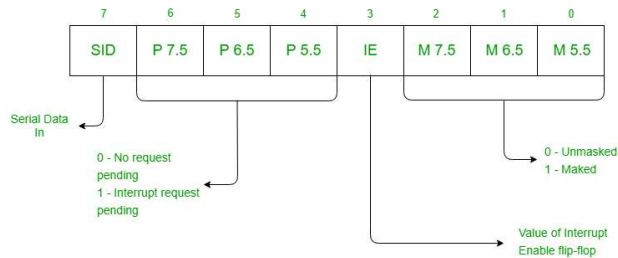 7 6 5 4 3 2 1 0
SID P 7.5 P 6.5 P 5.5 IE M 7.5 M 6.5 M 5.5
Serial Data
In
0 - No request
pending
1 - Interrupt request
pending
0 - Unmasked
1 - Maked
Value of Interrupt
Enable flip-flop